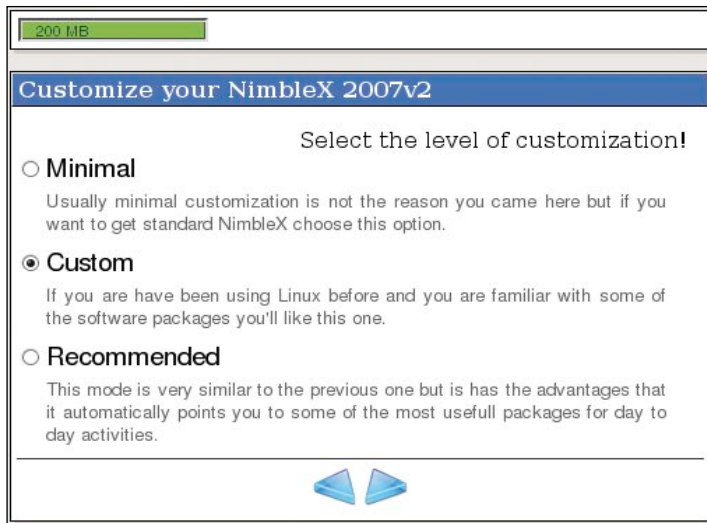 200 MB
Customize your NimbleX 2007v2
Select the level of customization!
Minimal
Usually minimal customization is not the reason you came here but if you
want to get standard NimbleX choose this option.
Custom
If you are have been using Linux before and you are familiar with some of
the software packages you'll like this one.
Recommended
This mode is very similar to the previous one but is has the advantages that
it automatically points you to some of the most usefull packages for day to
day activities.